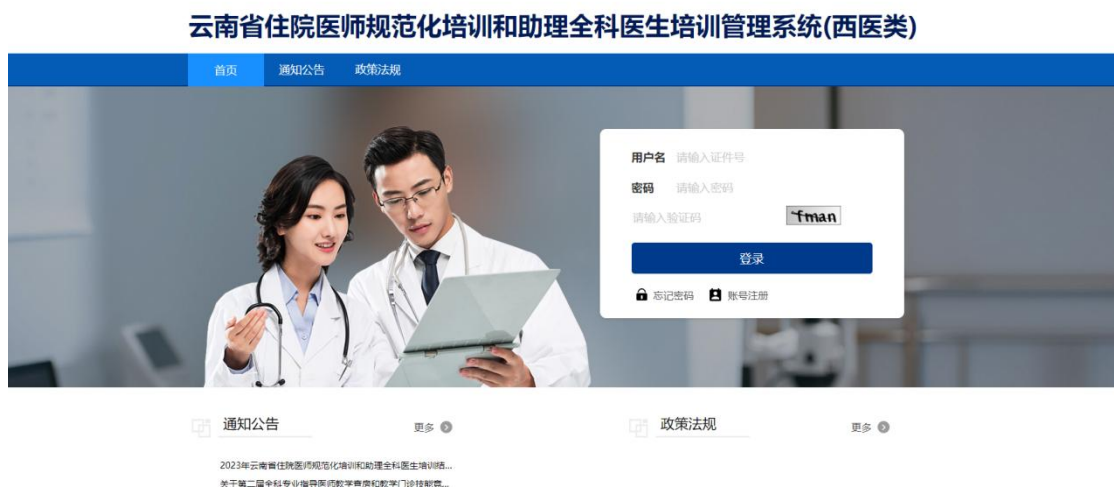 云南省住院医师规范化培训和助理全科医生培训管理系统(西医类)
首页 通知公告 政策法规
用户名 请输入证件号
密码 请输入密码
请输入验证码 fman
登录
忘记密码 账号注册
通知公告 更多
政策法规 更多
2023年云南省住院医师规范化培训和助理全科医生培训结...
关于第二届全科专业指导医师教学查房和教学门诊技能竞...